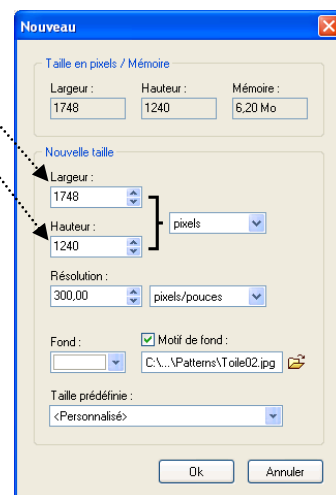 Nouveau
Taille en pixels / Mémoire
Largeur : Hauteur : Mémoire :
1748 1240 6,20 Mo
Nouvelle taille
Largeur :
1748
pixels
Hauteur :
1240
Résolution :
300,00 pixels/pouces
Fond : Motif de fond :
C:\...\Patterns\Toile02.jpg
Taille prédéfinie :
<Personnalisé>
Ok Annuler